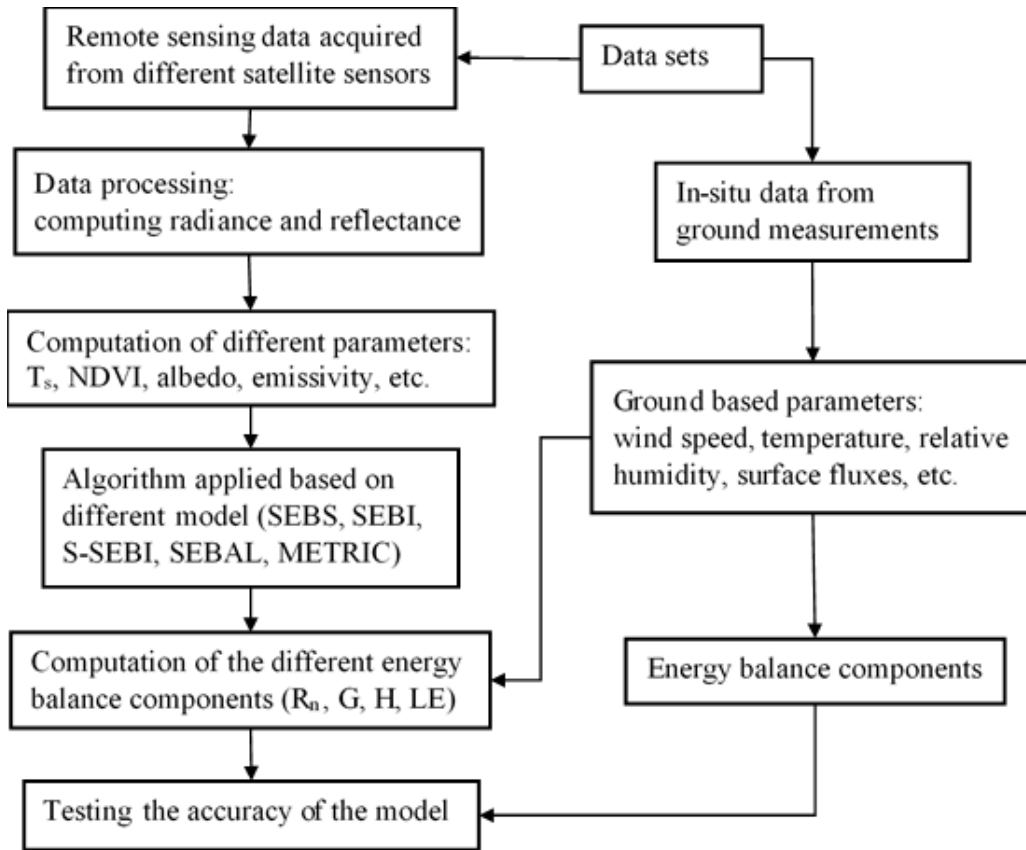 Remote sensing data acquired
from different satellite sensors
Data sets
Data processing:
computing radiance and reflectance
In-situ data from
ground measurements
Computation of different parameters:
Tₛ, NDVI, albedo, emissivity, etc.
Ground based parameters:
wind speed, temperature, relative
humidity, surface fluxes, etc.
Algorithm applied based on
different model (SEBS, SEBI,
S-SEBI, SEBAL, METRIC)
Computation of the different energy
balance components (Rₙ, G, H, LE)
Energy balance components
Testing the accuracy of the model